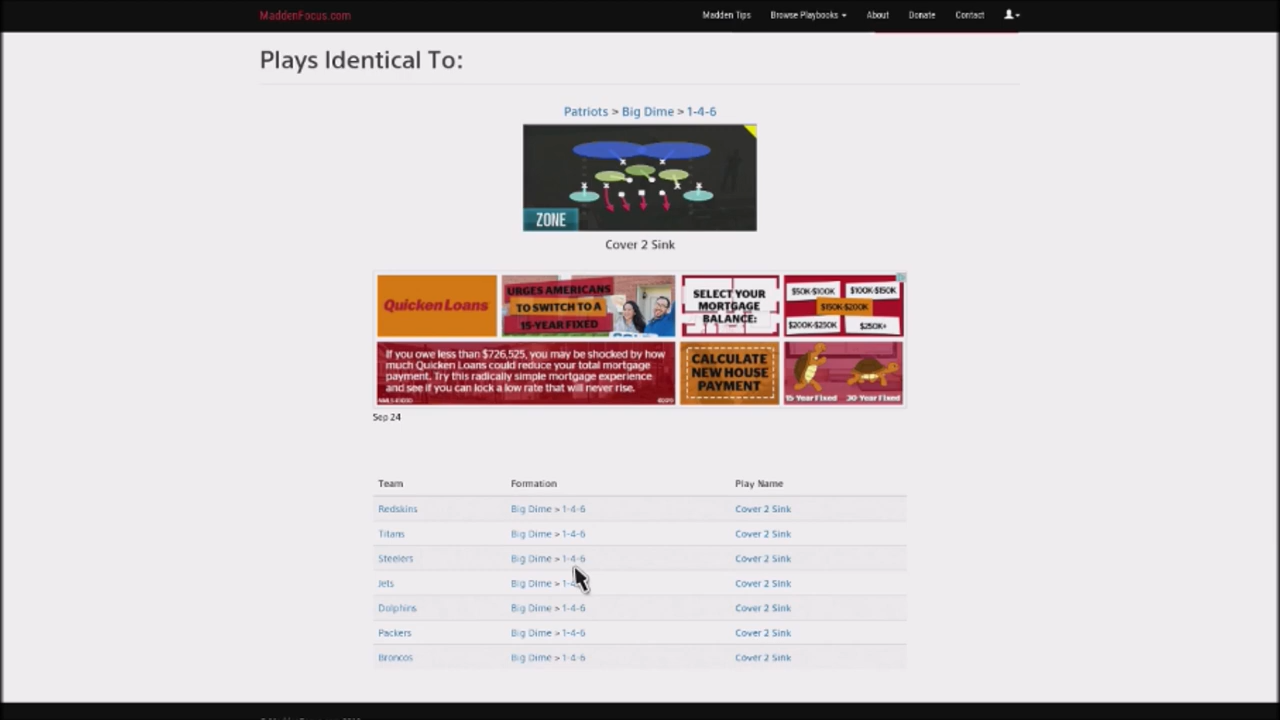 MaddenFocus.com
Madden Tips Browse Playbooks About Donate Contact
Plays Identical To:
Patriots > Big Dime > 1-4-6
ZONE
Cover 2 Sink
Quicken Loans
URGES AMERICANS
TO SWITCH TO A
15-YEAR FIXED
SELECT YOUR
MORTGAGE
BALANCE:
$50K-$100K $100K-$150K
$150K-$200K
$200K-$250K $250K+
If you owe less than $726,525, you may be shocked by how
much Quicken Loans could reduce your total mortgage
payment. Try this radically simple mortgage experience
and see if you can lock a low rate that will never rise.
CALCULATE
NEW HOUSE
PAYMENT
15 Year Fixed 30 Year Fixed
Sep 24
Team Formation Play Name
Redskins Big Dime > 1-4-6 Cover 2 Sink
Titans Big Dime > 1-4-6 Cover 2 Sink
Steelers Big Dime > 1-4-6 Cover 2 Sink
Jets Big Dime > 1-4 Cover 2 Sink
Dolphins Big Dime > 1-4-6 Cover 2 Sink
Packers Big Dime > 1-4-6 Cover 2 Sink
Broncos Big Dime > 1-4-6 Cover 2 Sink